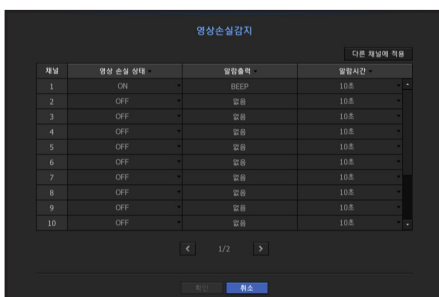 영상손실감지
다른 채널에 적용
채널 영상 손실 상태 알람출력 알람시간
1 ON BEEP 10초
2 OFF 없음 10초
3 OFF 없음 10초
4 OFF 없음 10초
5 OFF 없음 10초
6 OFF 없음 10초
7 OFF 없음 10초
8 OFF 없음 10초
9 OFF 없음 10초
10 OFF 없음 10초
< 1/2 >
확인 취소